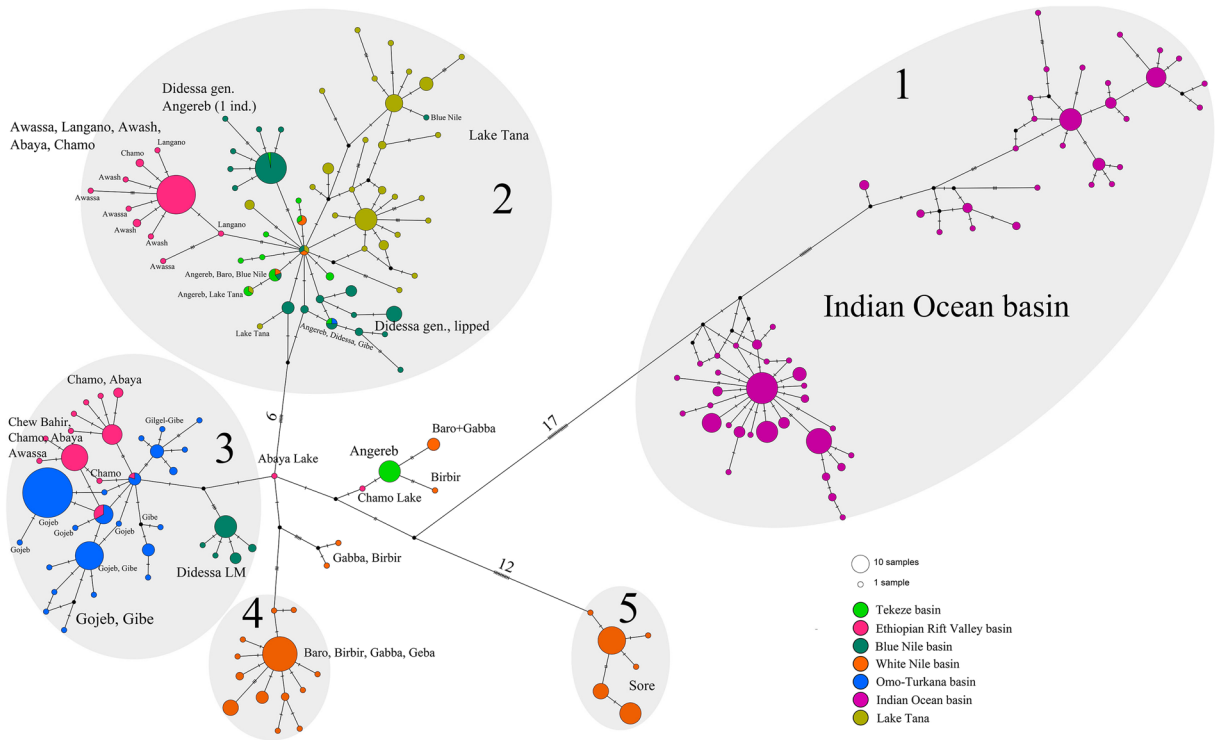 1
Didessa gen.
Angereb (1 ind.)
Awassa, Langano, Awash,
Abaya, Chamo
Blue Nile
Lake Tana
Langano
Chamo
Awash
Awassa
Awassa
Awash
Awash
Awassa
Langano
2
Angereb, Baro, Blue Nile
Angereb, Lake Tana
Lake Tana
Angereb, Didessa, Gibe
Didessa gen., lipped
Indian Ocean basin
3
Chamo, Abaya
Chew Bahir,
Chamo, Abaya
Awassa
Gilgel-Gibe
Chamo
Gojeb
Gojeb
Gojeb
Gojeb
Gibe
Gojeb, Gibe
Didessa LM
Gojeb, Gibe
6
17
12
Abaya Lake
Baro+Gabba
Angereb
Birbir
Chamo Lake
Gabba, Birbir
4
Baro, Birbir, Gabba, Geba
5
Sore
10 samples
1 sample
Tekeze basin
Ethiopian Rift Valley basin
Blue Nile basin
White Nile basin
Omo-Turkana basin
Indian Ocean basin
Lake Tana